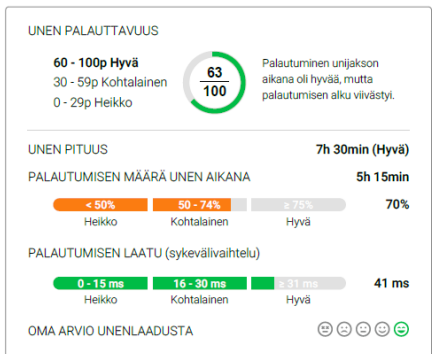 UNEN PALAUTTAVUUS
60 - 100p Hyvä
30 - 59p Kohtalainen
0 - 29p Heikko
63
100
Palautuminen unijakson
aikana oli hyvää, mutta
palautumisen alku viivästyi.
UNEN PITUUS 7h 30min (Hyvä)
PALAUTUMISEN MÄÄRÄ UNEN AIKANA 5h 15min
< 50% 50 - 74% ≥ 75% 70%
Heikko Kohtalainen Hyvä
PALAUTUMISEN LAATU (sykevälivaihtelu)
0 - 15 ms 16 - 30 ms ≥ 31 ms 41 ms
Heikko Kohtalainen Hyvä
OMA ARVIO UNENLAADUSTA